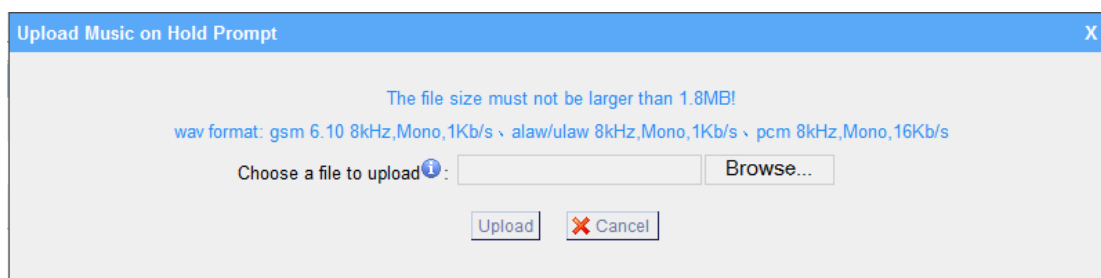 Upload Music on Hold Prompt X
The file size must not be larger than 1.8MB!
wav format: gsm 6.10 8kHz,Mono,1Kb/s、alaw/ulaw 8kHz,Mono,1Kb/s、pcm 8kHz,Mono,16Kb/s
Choose a file to upload i : Browse...
Upload Cancel